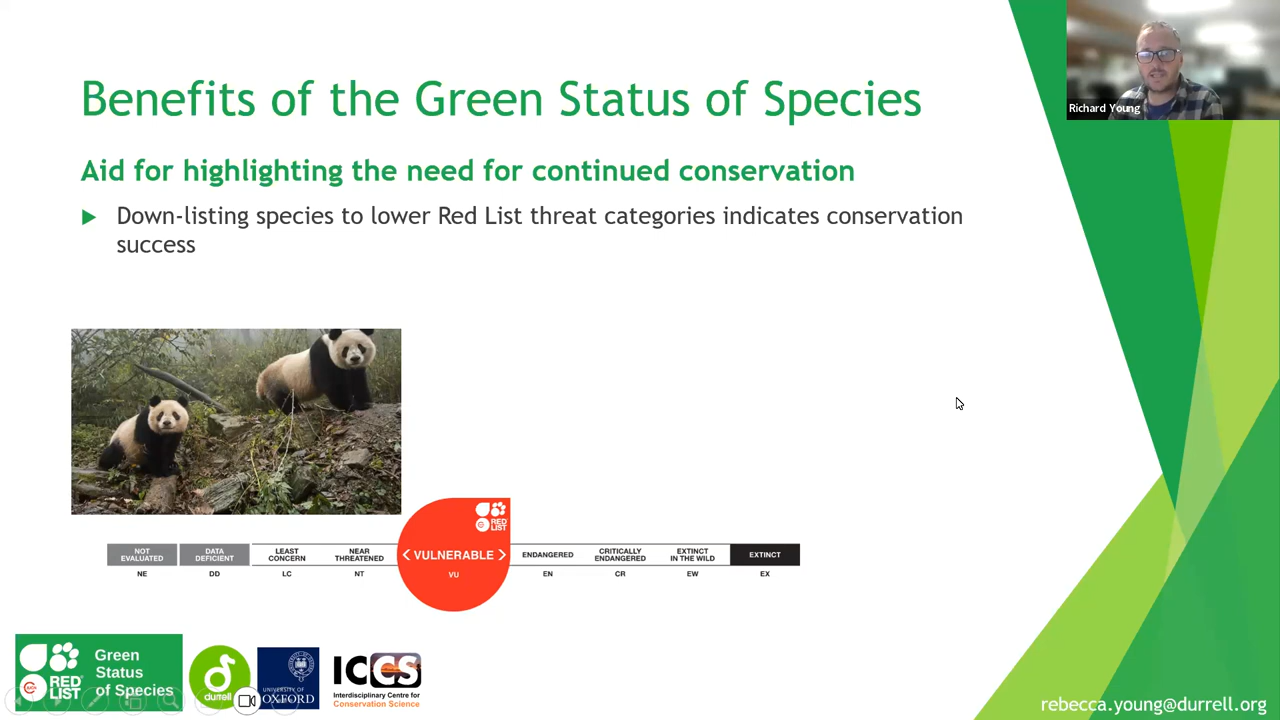 Benefits of the Green Status of Species
Richard Young
Aid for highlighting the need for continued conservation
Down-listing species to lower Red List threat categories indicates conservation
success
RED
LIST
NOT
EVALUATED
DATA
DEFICIENT
LEAST
CONCERN
NEAR
THREATENED
< VULNERABLE >
ENDANGERED
CRITICALLY
ENDANGERED
EXTINCT
IN THE WILD
EXTINCT
NE
DD
LC
NT
VU
EN
CR
EW
EX
Green
Status
of Species
RED
LIST
durrell
UNIVERSITY OF
OXFORD
ICCS
Interdisciplinary Centre for
Conservation Science
rebecca.young@durrell.org